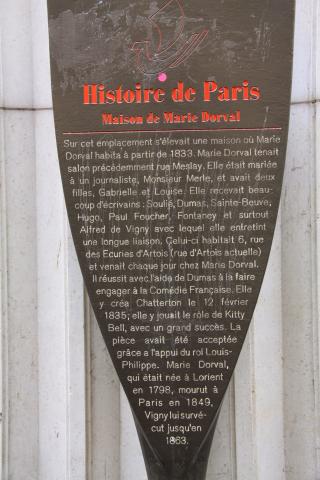 Histoire de Paris
Maison de Marie Dorval
Sur cet emplacement s'élevait une maison où Marie
Dorval habita à partir de 1833. Marie Dorval tenait
salon précédemment rue Meslay. Elle était mariée
à un journaliste, Monsieur Merle, et avait deux
filles, Gabrielle et Louise. Elle recevait beau-
coup d'écrivains : Soulié, Dumas, Sainte-Beuve,
Hugo, Paul Foucher, Fontaney et surtout
Alfred de Vigny avec lequel elle entretint
une longue liaison. Celui-ci habitait 6, rue
des Ecuries d'Artois (rue d'Artois actuelle)
et venait chaque jour chez Marie Dorval.
Il réussit avec l'aide de Dumas à la faire
engager à la Comédie Française. Elle
y créa Chatterton le 12 février
1835; elle y jouait le rôle de Kitty
Bell, avec un grand succès. La
pièce avait été acceptée
grâce a l'appui du roi Louis-
Philippe. Marie Dorval,
qui était née à Lorient
en 1798, mourut à
Paris en 1849,
Vigny lui survé-
cut jusqu'en
1863.